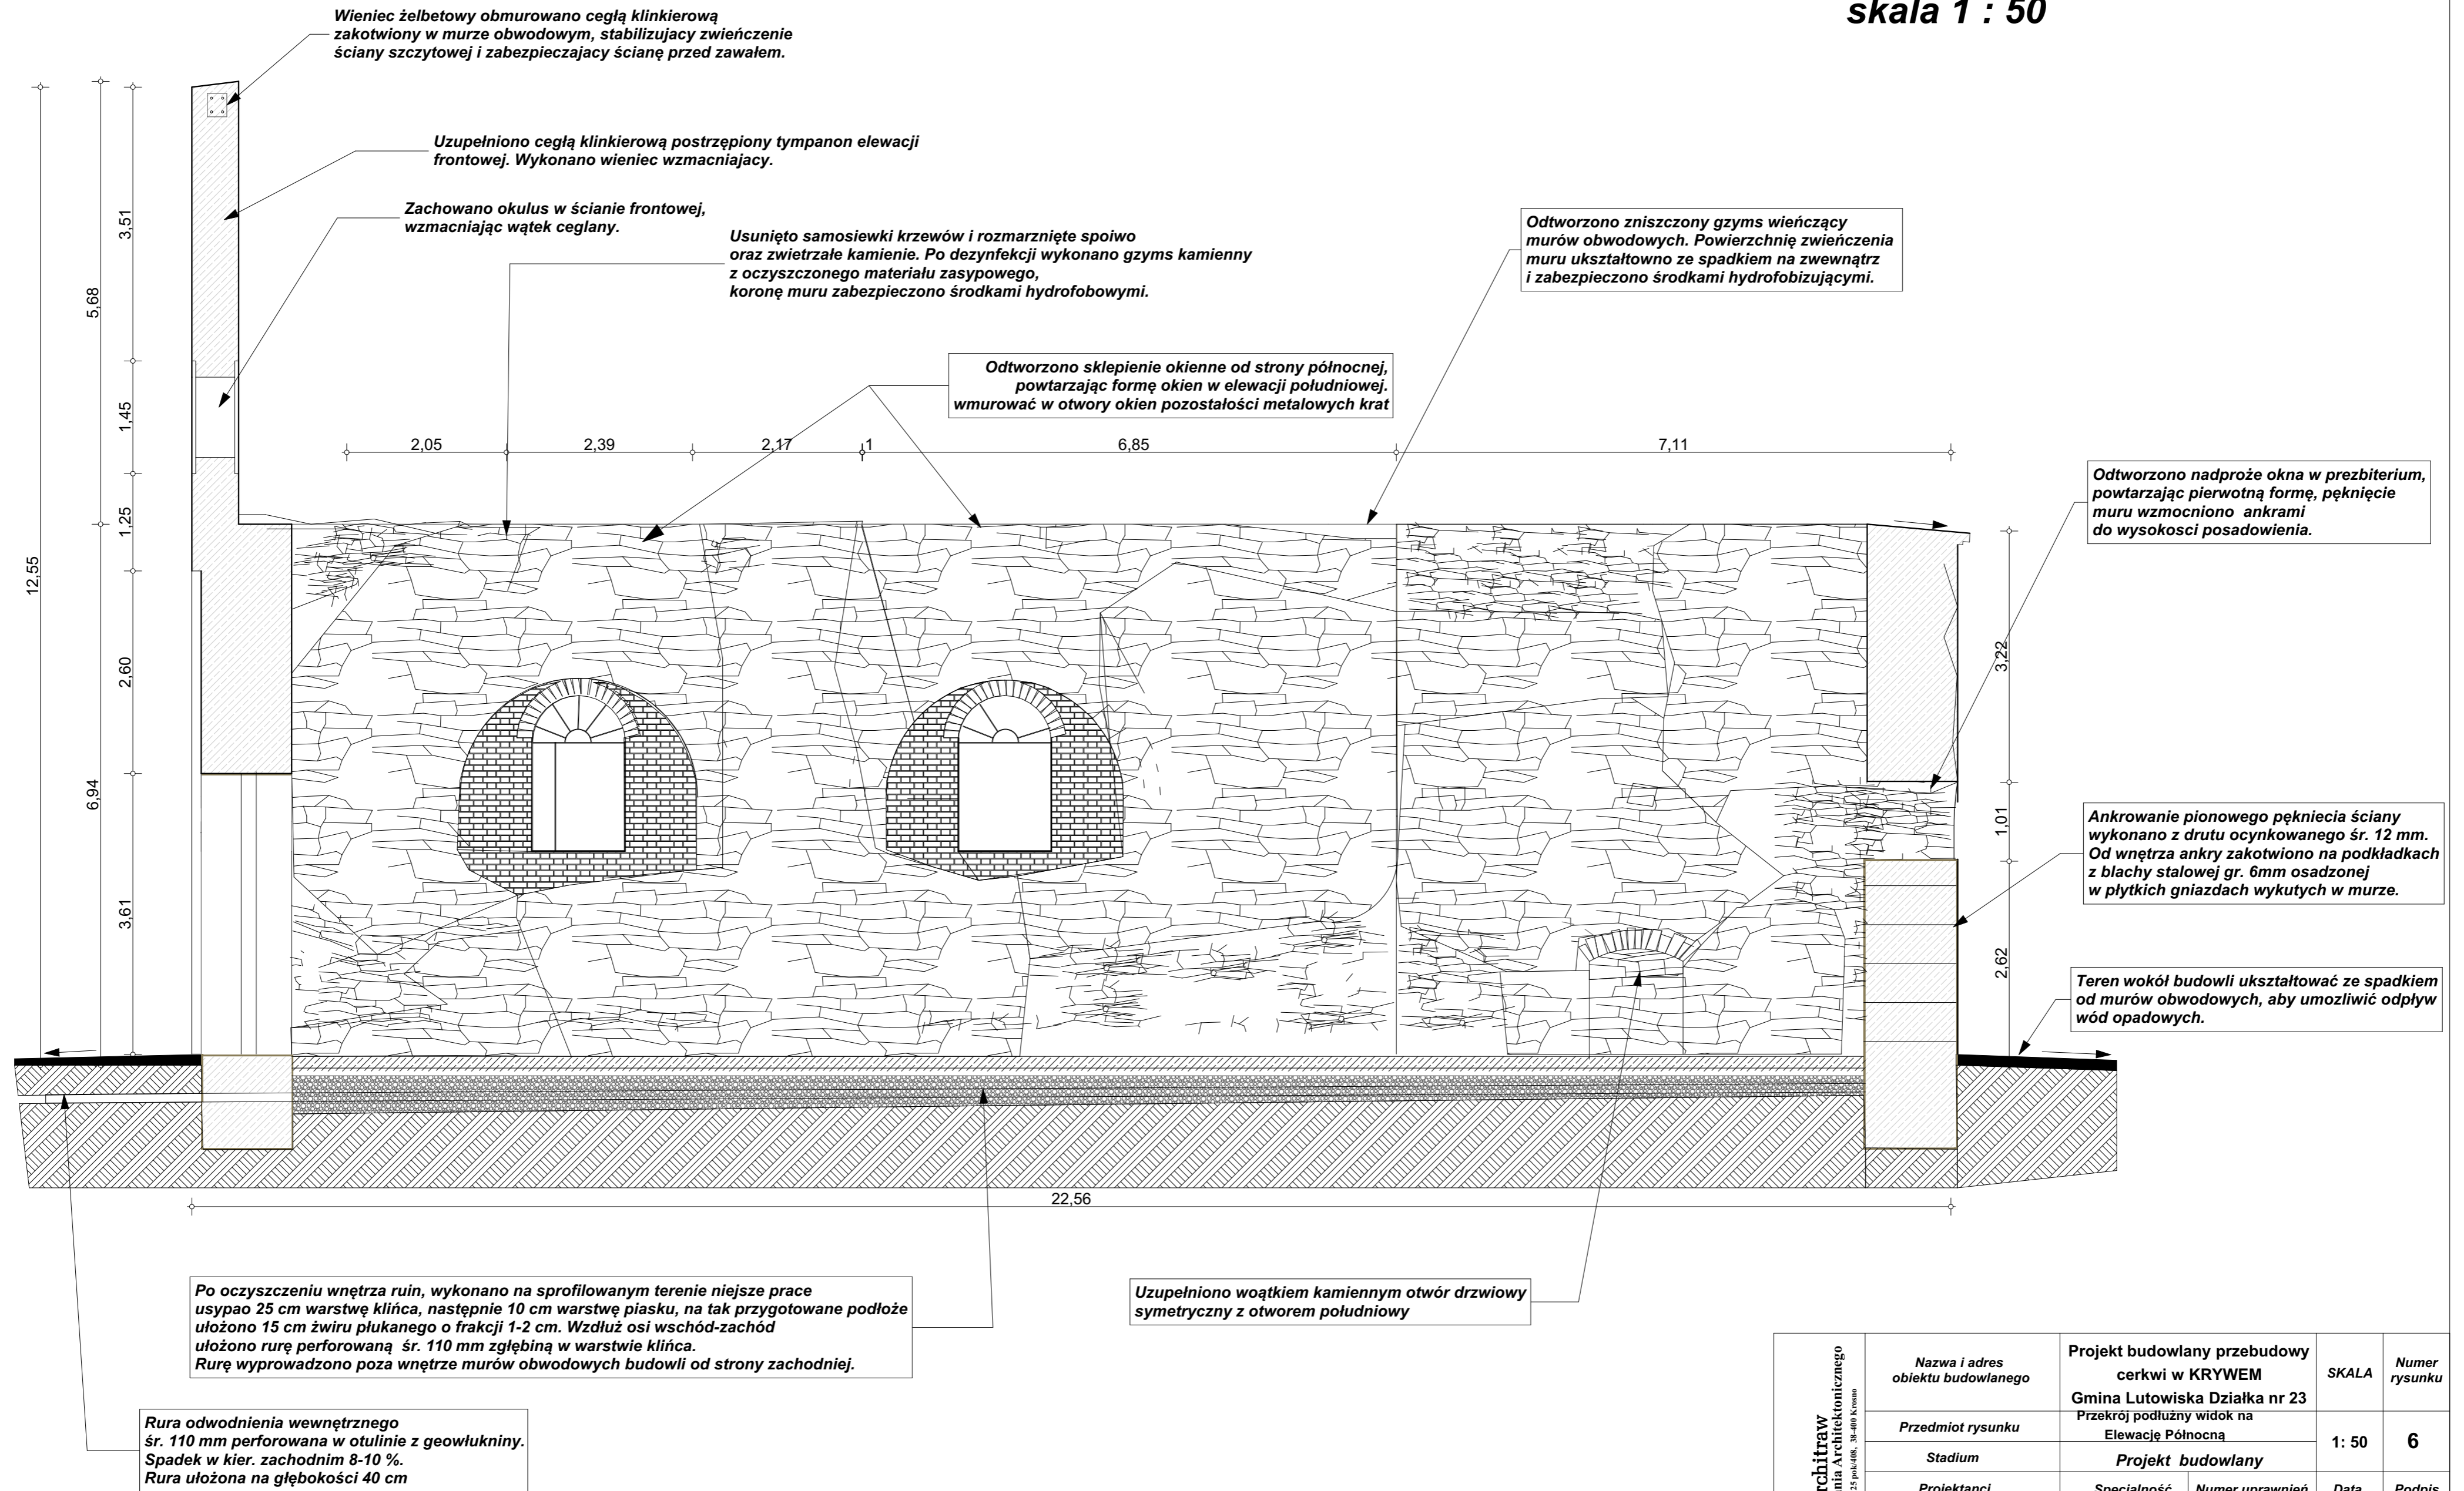 skala 1 : 50
Wieniec żelbetowy obmurowano cegłą klinkierową
zakotwiony w murze obwodowym, stabilizujacy zwieńczenie
ściany szczytowej i zabezpieczajacy ścianę przed zawałem.
Uzupełniono cegłą klinkierową postrzępiony tympanon elewacji
frontowej. Wykonano wieniec wzmacniajacy.
Zachowano okulus w ścianie frontowej,
wzmacniając wątek ceglany.
Usunięto samosiewki krzewów i rozmarznięte spoiwo
oraz zwietrzałe kamienie. Po dezynfekcji wykonano gzyms kamienny
z oczyszczonego materiału zasypowego,
koronę muru zabezpieczono środkami hydrofobowymi.
Odtworzono zniszczony gzyms wieńczący
murów obwodowych. Powierzchnię zwieńczenia
muru ukształtowno ze spadkiem na zwewnątrz
i zabezpieczono środkami hydrofobizującymi.
Odtworzono sklepienie okienne od strony północnej,
powtarzając formę okien w elewacji południowej.
wmurować w otwory okien pozostałości metalowych krat
Odtworzono nadproże okna w prezbiterium,
powtarzając pierwotną formę, pęknięcie
muru wzmocniono ankrami
do wysokosci posadowienia.
Ankrowanie pionowego pękniecia ściany
wykonano z drutu ocynkowanego śr. 12 mm.
Od wnętrza ankry zakotwiono na podkładkach
z blachy stalowej gr. 6mm osadzonej
w płytkich gniazdach wykutych w murze.
Teren wokół budowli ukształtować ze spadkiem
od murów obwodowych, aby umozliwić odpływ
wód opadowych.
12,55
5,68
6,94
3,51
1,45
1,25
2,60
3,61
2,05
2,39
2,17
1
6,85
7,11
3,22
1,01
2,62
22,56
Po oczyszczeniu wnętrza ruin, wykonano na sprofilowanym terenie niejsze prace
usypao 25 cm warstwę klińca, następnie 10 cm warstwę piasku, na tak przygotowane podłoże
ułożono 15 cm żwiru płukanego o frakcji 1-2 cm. Wzdłuż osi wschód-zachód
ułożono rurę perforowaną śr. 110 mm zgłębiną w warstwie klińca.
Rurę wyprowadzono poza wnętrze murów obwodowych budowli od strony zachodniej.
Uzupełniono woątkiem kamiennym otwór drzwiowy
symetryczny z otworem południowy
Rura odwodnienia wewnętrznego
śr. 110 mm perforowana w otulinie z geowłukniny.
Spadek w kier. zachodnim 8-10 %.
Rura ułożona na głębokości 40 cm
Nazwa i adres
obiektu budowlanego
Projekt budowlany przebudowy
cerkwi w KRYWEM
Gmina Lutowiska Działka nr 23
SKALA
Numer
rysunku
Przedmiot rysunku
Przekrój podłużny widok na
Elewację Północną
1: 50
6
Stadium
Projekt budowlany
Projektanci
Specjalność
Numer uprawnień
Data
Podpis
Architektonicznego
25 pok/408, 38-400 Krosno